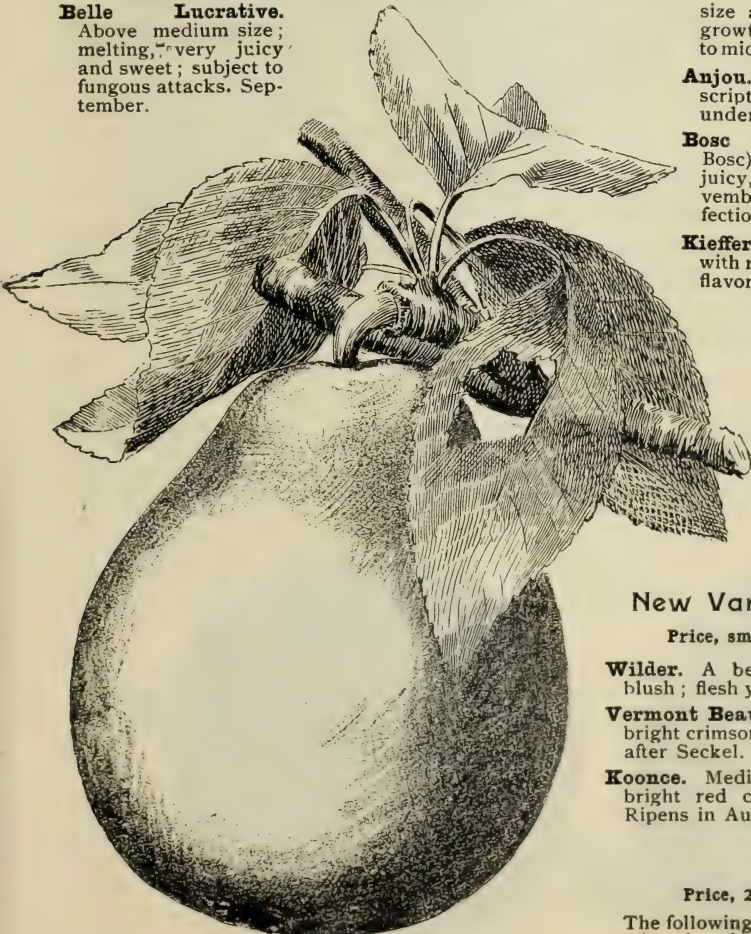 Belle Lucrative.
Above medium size;
melting, very juicy
and sweet; subject to
fungous attacks. Sep-
tember.
size
growt
to mid
Anjou.
script
under
Bosc
Bosc)
juicy,
vemb
fectio
Kieffer
with r
flavor
New Var
Price, sm
Wilder. A be
blush; flesh y
Vermont Beau
bright crimson
after Seckel.
Koonce. Medi
bright red c
Ripens in Au
Price, 2
The following